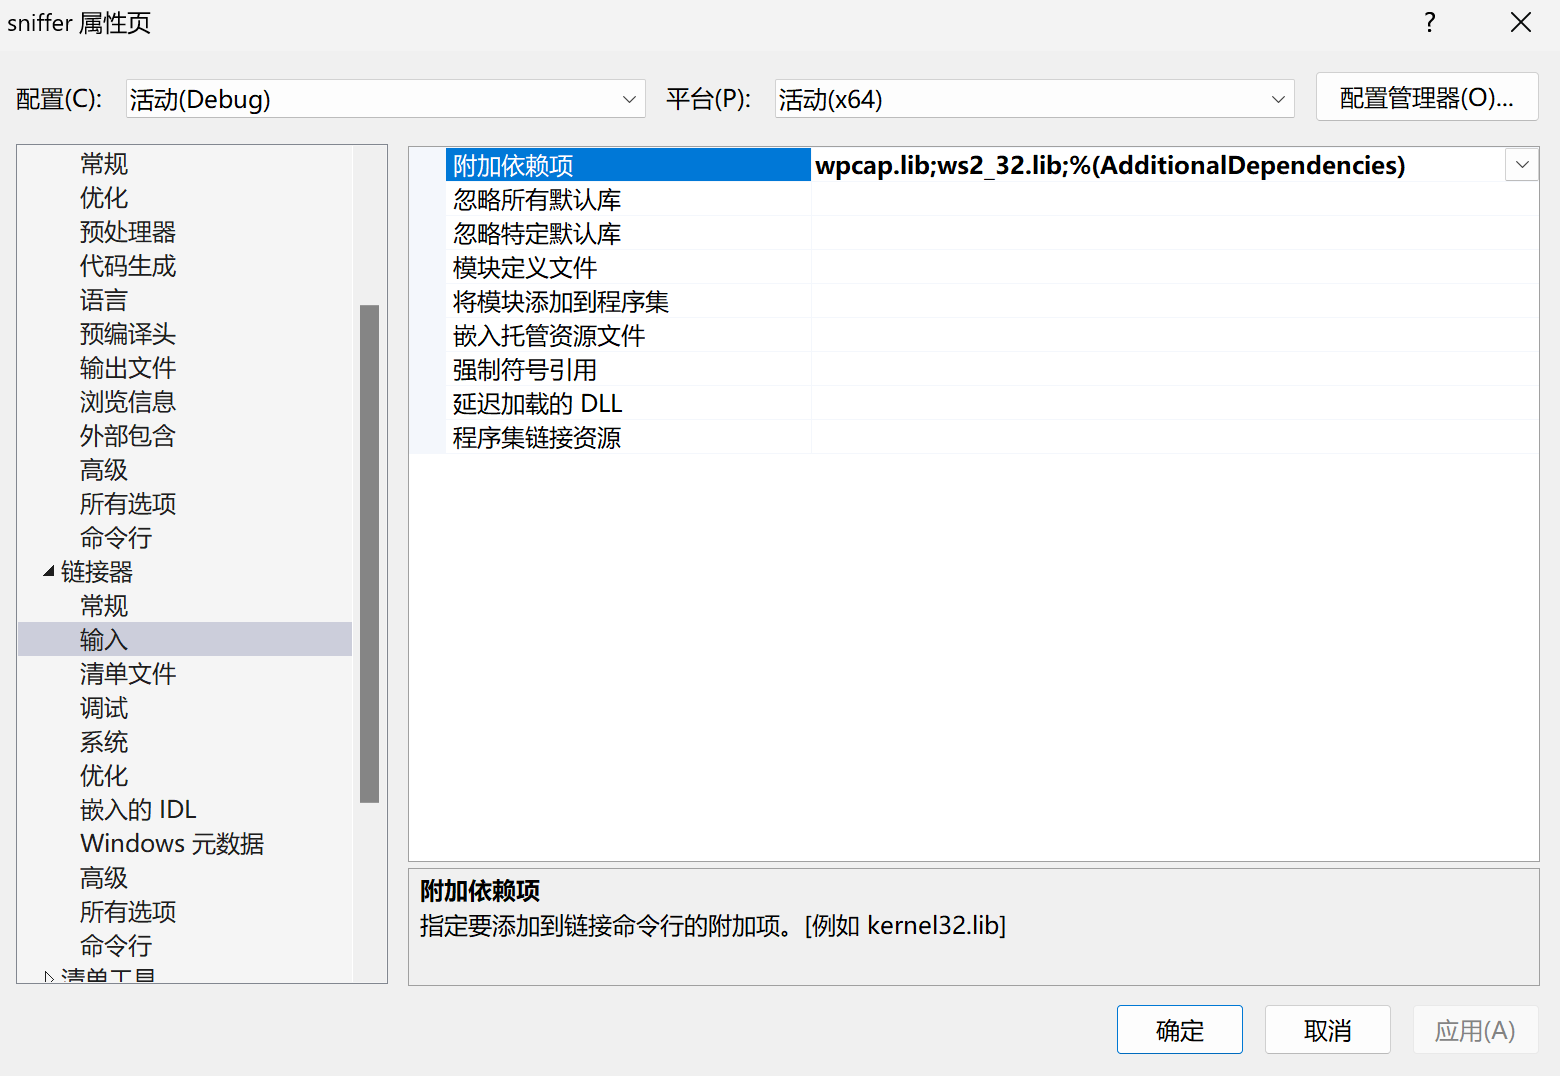 sniffer 属性页
配置(C): 活动(Debug) 平台(P): 活动(x64) 配置管理器(O)...
常规
优化
预处理器
代码生成
语言
预编译头
输出文件
浏览信息
外部包含
高级
所有选项
命令行
链接器
常规
输入
清单文件
调试
系统
优化
嵌入的 IDL
Windows 元数据
高级
所有选项
命令行
清单工具
附加依赖项 wpcap.lib;ws2_32.lib;%(AdditionalDependencies)
忽略所有默认库
忽略特定默认库
模块定义文件
将模块添加到程序集
嵌入托管资源文件
强制符号引用
延迟加载的 DLL
程序集链接资源
附加依赖项
指定要添加到链接命令行的附加项。[例如 kernel32.lib]
确定 取消 应用(A)